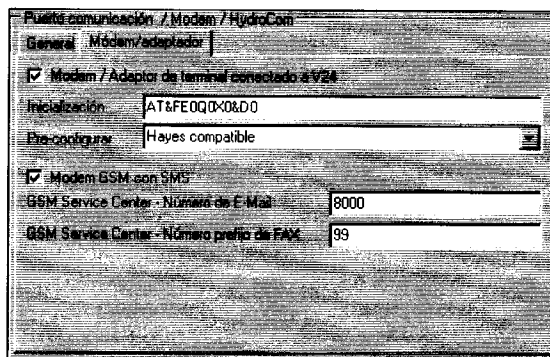 Puerto comunicación / Modem / HydroCom
General Módem/adaptador
Modem / Adaptor de terminal conectado a V24
Inicialización AT&FE0Q0X0&D0
Pre-configurar Hayes compatible
Modem GSM con SMS
GSM Service Center - Número de E-Mail 8000
GSM Service Center - Número prefijo de FAX 99